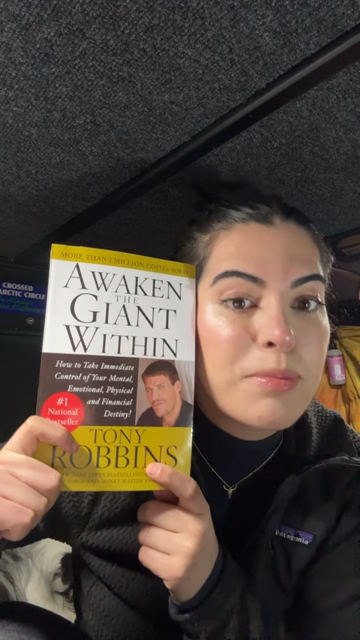 MORE THAN 1 MILLION COPIES SOLD
AWAKEN
THE
GIANT
WITHIN
How to Take Immediate
Control of Your Mental,
Emotional, Physical
and Financial
Destiny!
#1
National
Bestseller
TONY
ROBBINS
CROSSED
ARCTIC CIRCLE
patagonia